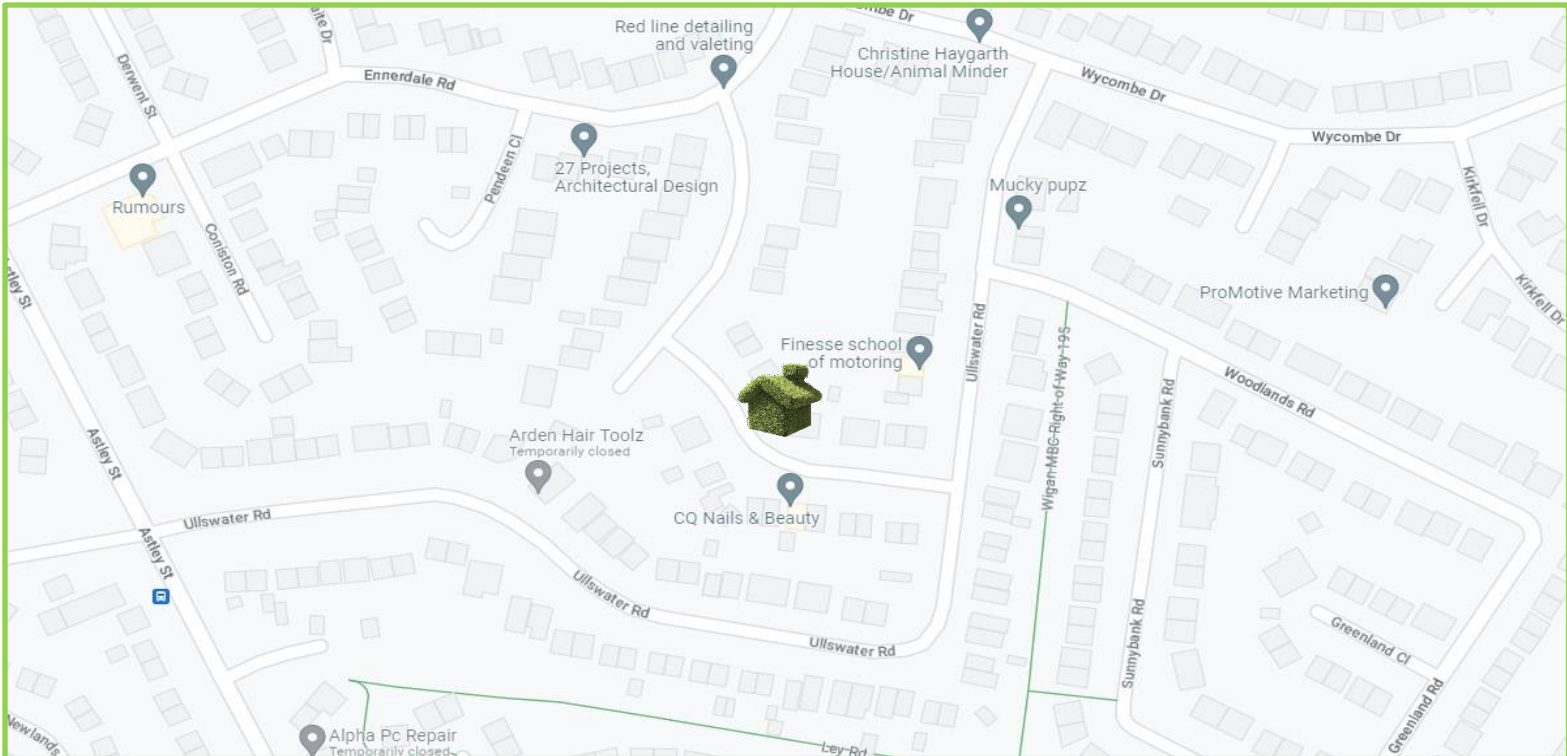 Red line detailing
and valeting
Christine Haygarth
House/Animal Minder
Wycombe Dr
Wycombe Dr
Derwent St
Ennerdale Rd
Pendeen Cl
27 Projects,
Architectural Design
Rumours
Coniston Rd
Mucky pupz
Kirkfell Dr
Kirkfell Dr
ProMotive Marketing
Finesse school
of motoring
Ullswater Rd
Wigan MBC Right of Way 195
Woodlands Rd
Sunnybank Rd
Astley St
Arden Hair Toolz
Temporarily closed
CQ Nails & Beauty
Ullswater Rd
Astley St
Ullswater Rd
Ullswater Rd
Sunnybank Rd
Greenland Cl
Greenland Rd
Newlands
Alpha Pc Repair
Temporarily closed
Ley Rd